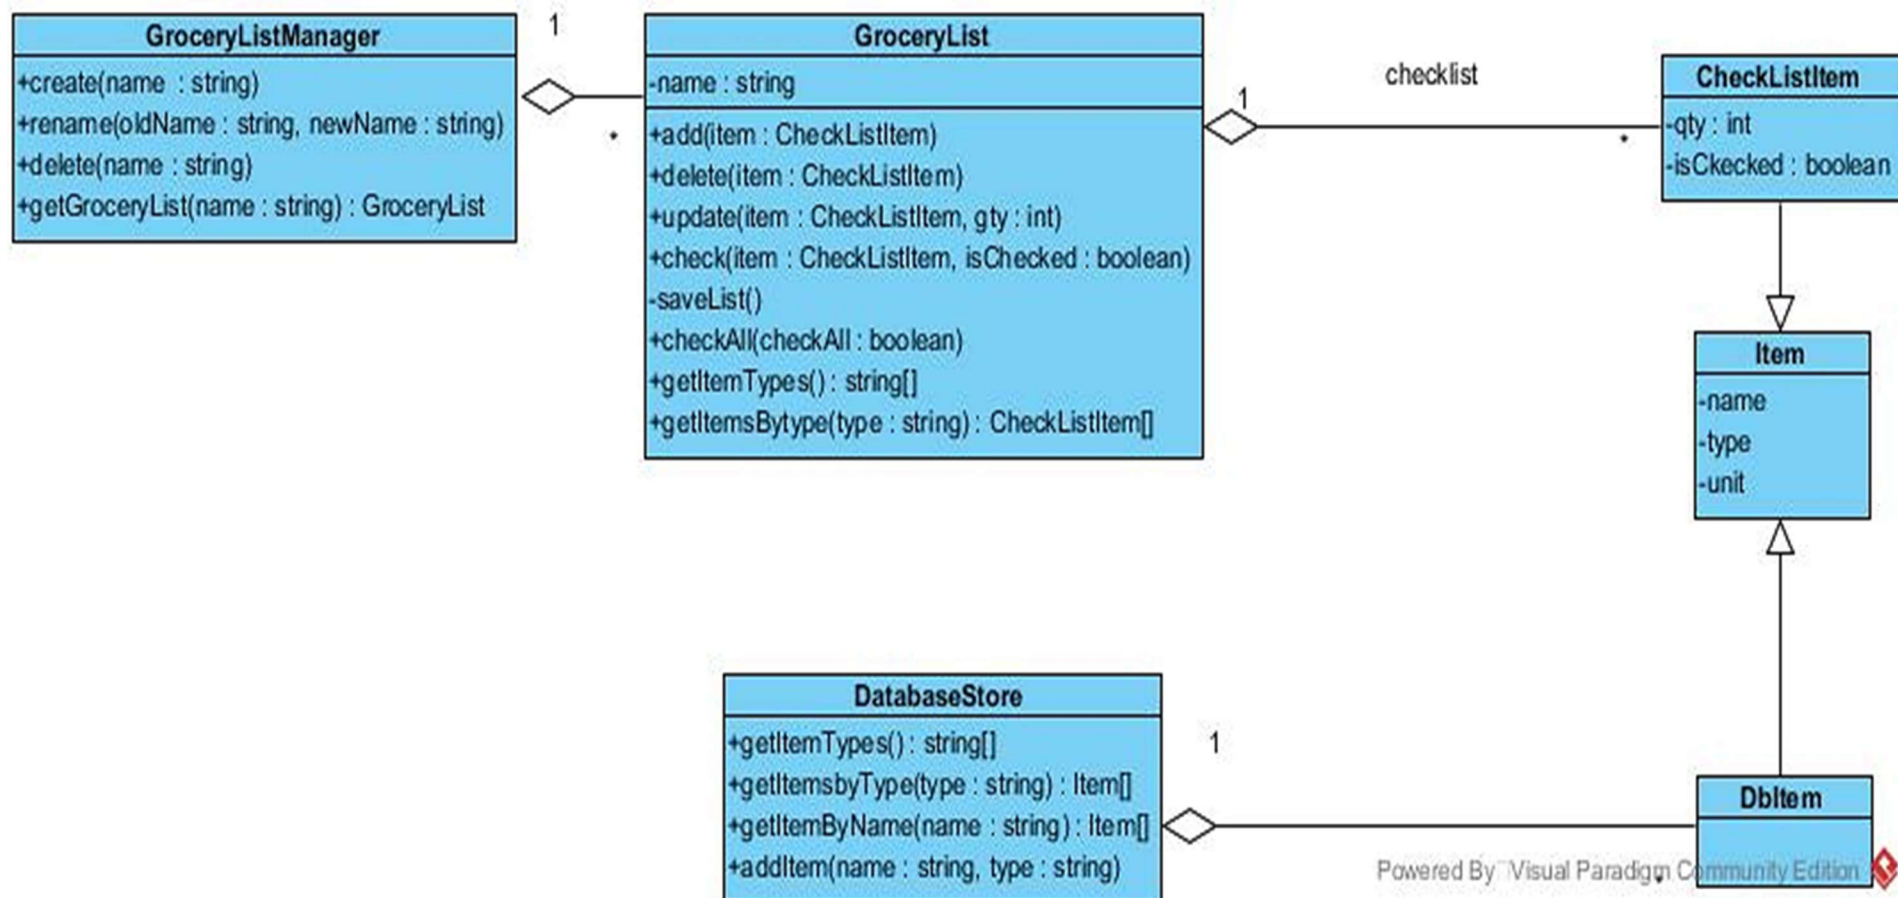 GroceryListManager
+create(name : string)
+rename(oldName : string, newName : string)
+delete(name : string)
+getGroceryList(name : string) : GroceryList
1
*
GroceryList
-name : string
+add(item : CheckListItem)
+delete(item : CheckListItem)
+update(item : CheckListItem, gty : int)
+check(item : CheckListItem, isChecked : boolean)
-saveList()
+checkAll(checkAll : boolean)
+getItemTypes() : string[]
+getItemsBytype(type : string) : CheckListItem[]
1
checklist
*
CheckListItem
-qty : int
-isCkecked : boolean
Item
-name
-type
-unit
DatabaseStore
+getItemTypes() : string[]
+getItemsbyType(type : string) : Item[]
+getItemByName(name : string) : Item[]
+addItem(name : string, type : string)
1
*
DbItem
Powered By Visual Paradigm Community Edition